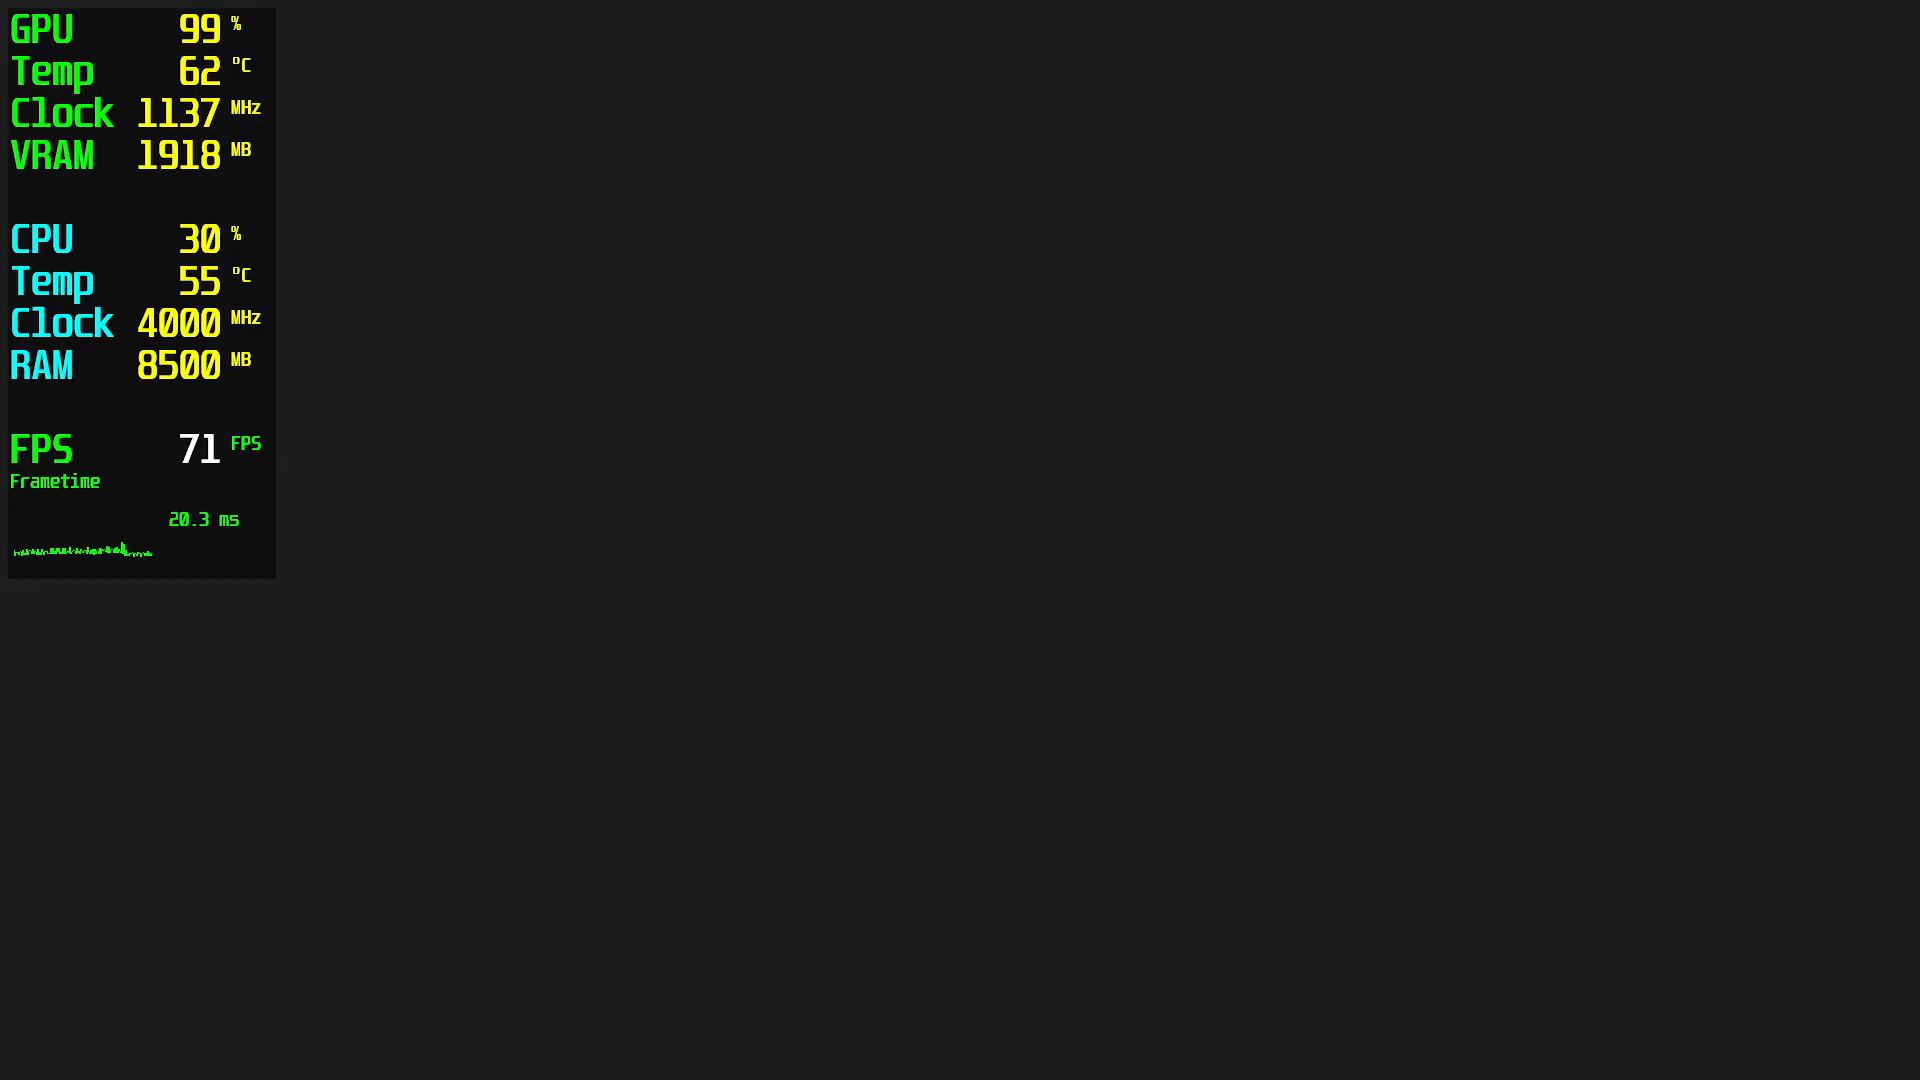 GPU 99 %
Temp 62 °C
Clock 1137 MHz
VRAM 1918 MB
CPU 30 %
Temp 55 °C
Clock 4000 MHz
RAM 8500 MB
FPS 71 FPS
Frametime
20.3 ms